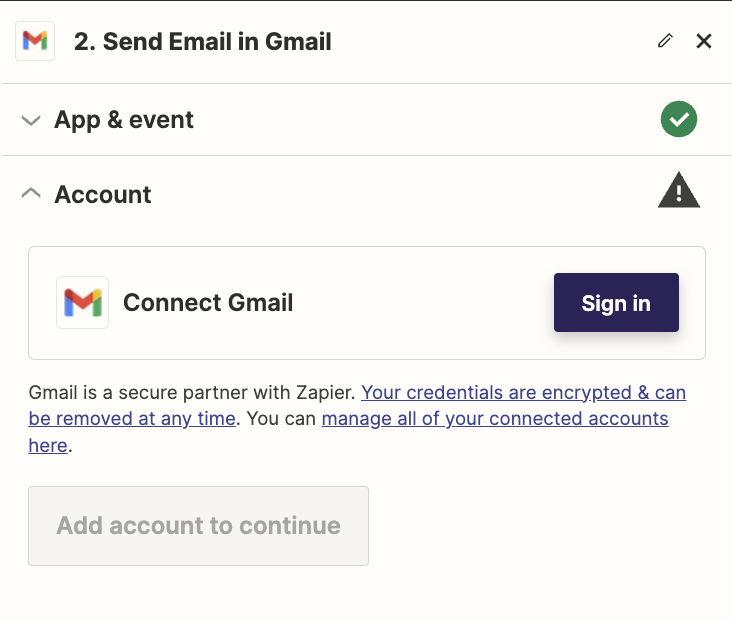 2. Send Email in Gmail
App & event
Account
Connect Gmail
Sign in
Gmail is a secure partner with Zapier. Your credentials are encrypted & can
be removed at any time. You can manage all of your connected accounts
here.
Add account to continue